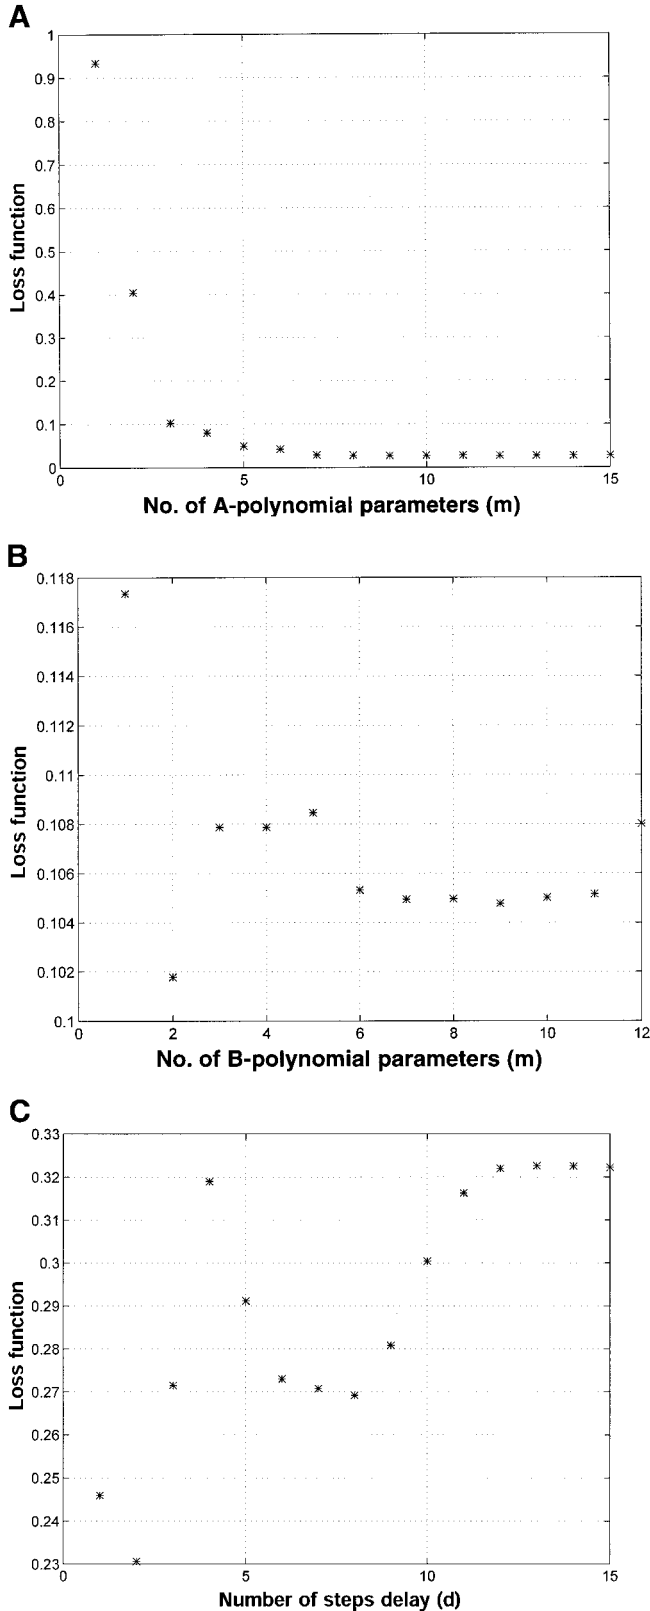 A
1
0.9
0.8
0.7
0.6
0.5
0.4
0.3
0.2
0.1
0
Loss function
0 5 10 15
No. of A-polynomial parameters (m)
B
0.118
0.116
0.114
0.112
0.11
0.108
0.106
0.104
0.102
0.1
Loss function
0 2 4 6 8 10 12
No. of B-polynomial parameters (m)
C
0.33
0.32
0.31
0.3
0.29
0.28
0.27
0.26
0.25
0.24
0.23
Loss function
0 5 10 15
Number of steps delay (d)